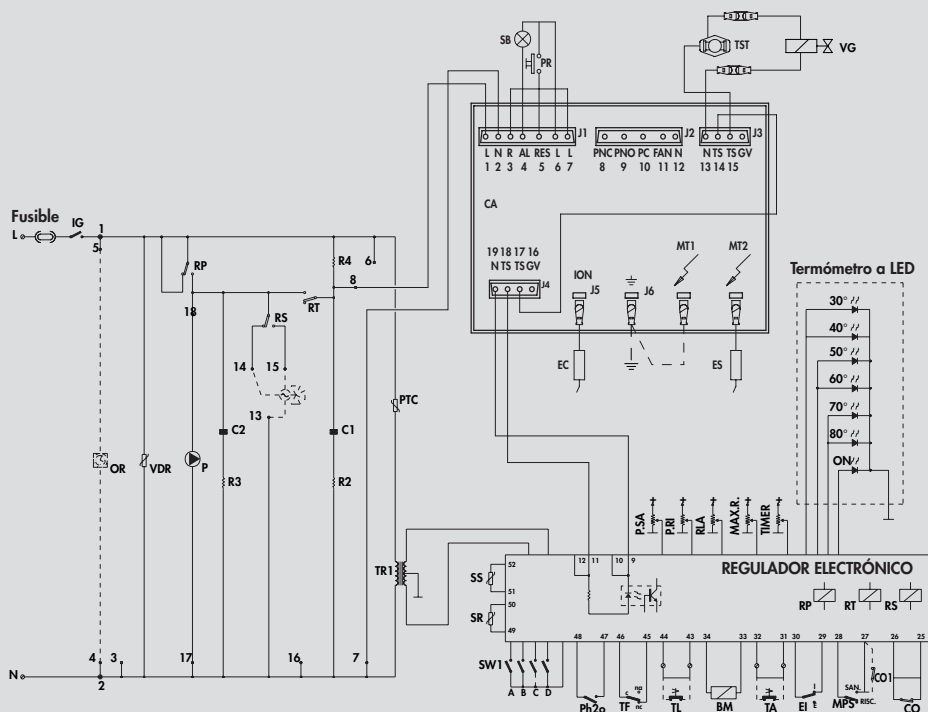 SB
PR
TST
VG
J1
J2
J3
L N R AL RES L L
1 2 3 4 5 6 7
PNC PNO PC FAN N
8 9 10 11 12
N TS TS GV
13 14 15
CA
Fusible
L
IG
1
5
RP
18
RS
RT
14
15
13
R4
6
8
19 18 17 16
N TS TS GV
J4
ION
J5
J6
MT1
MT2
EC
ES
Termómetro a LED
30°
40°
50°
60°
70°
80°
ON
OR
VDR
P
C2
R3
C1
R2
PTC
TR1
P.SA
P.RI
RLA
MAX.R.
TIMER
REGULADOR ELECTRÓNICO
12 11 10 9
RP RT RS
SS
52
51
SR
50
49
48 47 46 45 44 43 34 33 32 31 30 29 28 27 26 25
N
4
3
2
17
16
7
SW1
A B C D
Ph2o
c
na
nc
TF
TL
BM
TA
EI
E
SAN.
RISC.
MPS
CO1
CO